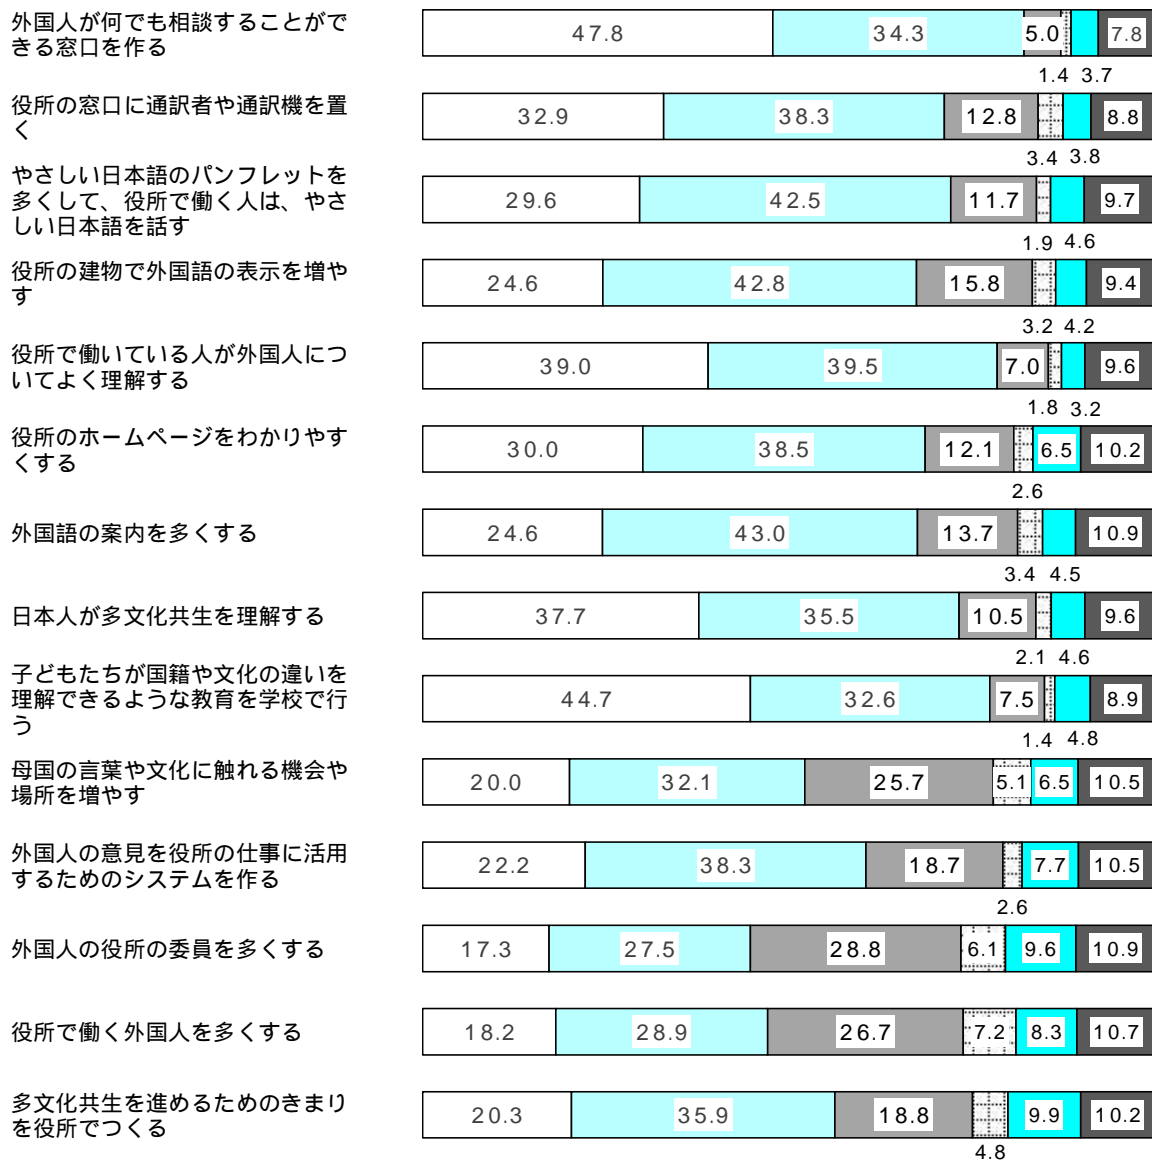 外国人が何でも相談することがで
きる窓口を作る
47.8 34.3 5.0 7.8
1.4 3.7
役所の窓口に通訳者や通訳機を置
く
32.9 38.3 12.8 8.8
3.4 3.8
やさしい日本語のパンフレットを
多くして、役所で働く人は、やさ
しい日本語を話す
29.6 42.5 11.7 9.7
1.9 4.6
役所の建物で外国語の表示を増や
す
24.6 42.8 15.8 9.4
3.2 4.2
役所で働いている人が外国人につ
いてよく理解する
39.0 39.5 7.0 9.6
1.8 3.2
役所のホームページをわかりやす
くする
30.0 38.5 12.1 6.5 10.2
2.6
外国語の案内を多くする
24.6 43.0 13.7 10.9
3.4 4.5
日本人が多文化共生を理解する
37.7 35.5 10.5 9.6
2.1 4.6
子どもたちが国籍や文化の違いを
理解できるような教育を学校で行
う
44.7 32.6 7.5 8.9
1.4 4.8
母国の言葉や文化に触れる機会や
場所を増やす
20.0 32.1 25.7 5.1 6.5 10.5
外国人の意見を役所の仕事に活用
するためのシステムを作る
22.2 38.3 18.7 7.7 10.5
2.6
外国人の役所の委員を多くする
17.3 27.5 28.8 6.1 9.6 10.9
役所で働く外国人を多くする
18.2 28.9 26.7 7.2 8.3 10.7
多文化共生を進めるためのきまり
を役所でつくる
20.3 35.9 18.8 9.9 10.2
4.8